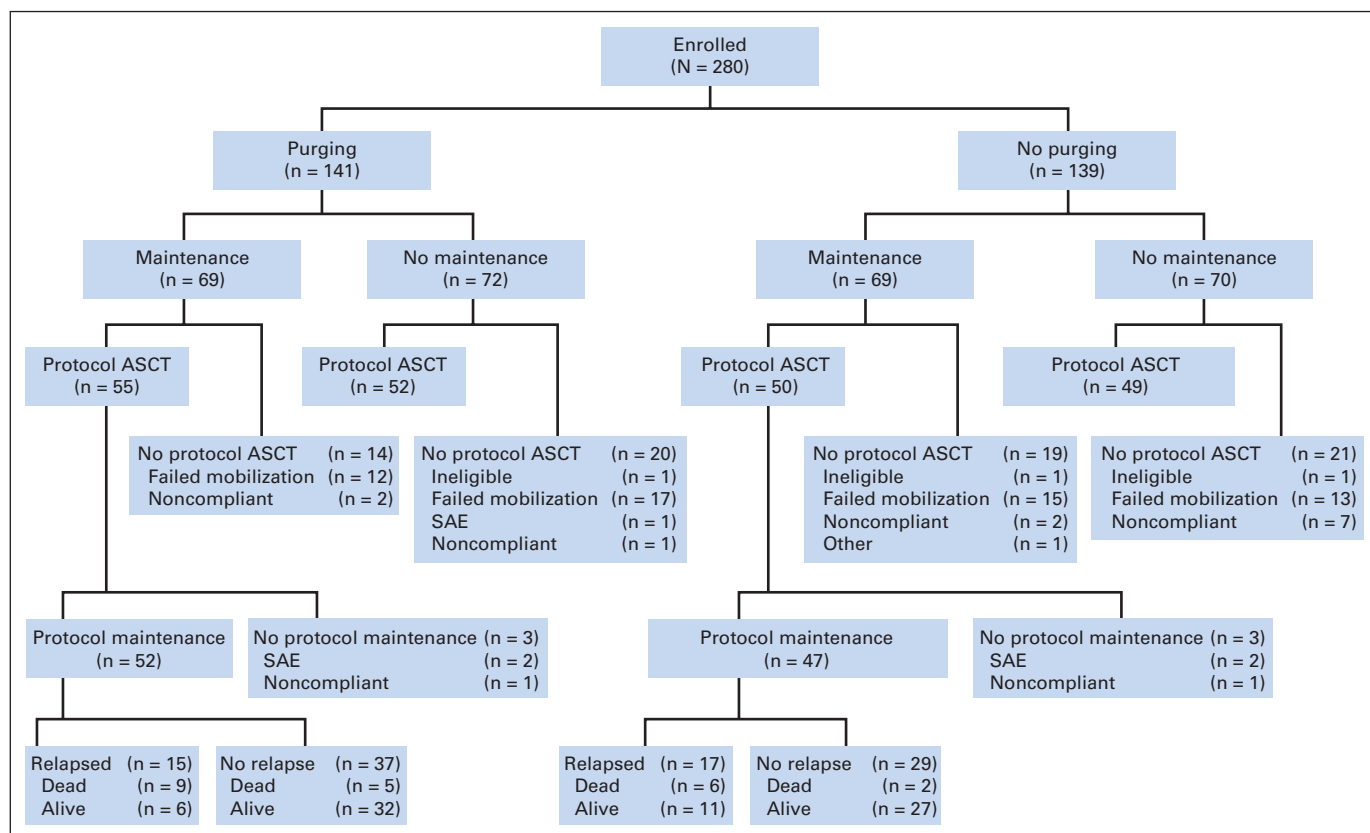 Enrolled
(N = 280)
Purging
(n = 141)
No purging
(n = 139)
Maintenance
(n = 69)
No maintenance
(n = 72)
Maintenance
(n = 69)
No maintenance
(n = 70)
Protocol ASCT
(n = 55)
Protocol ASCT
(n = 52)
Protocol ASCT
(n = 50)
Protocol ASCT
(n = 49)
No protocol ASCT (n = 14)
Failed mobilization (n = 12)
Noncompliant (n = 2)
No protocol ASCT (n = 20)
Ineligible (n = 1)
Failed mobilization (n = 17)
SAE (n = 1)
Noncompliant (n = 1)
No protocol ASCT (n = 19)
Ineligible (n = 1)
Failed mobilization (n = 15)
Noncompliant (n = 2)
Other (n = 1)
No protocol ASCT (n = 21)
Ineligible (n = 1)
Failed mobilization (n = 13)
Noncompliant (n = 7)
Protocol maintenance
(n = 52)
No protocol maintenance (n = 3)
SAE (n = 2)
Noncompliant (n = 1)
Protocol maintenance
(n = 47)
No protocol maintenance (n = 3)
SAE (n = 2)
Noncompliant (n = 1)
Relapsed (n = 15)
Dead (n = 9)
Alive (n = 6)
No relapse (n = 37)
Dead (n = 5)
Alive (n = 32)
Relapsed (n = 17)
Dead (n = 6)
Alive (n = 11)
No relapse (n = 29)
Dead (n = 2)
Alive (n = 27)